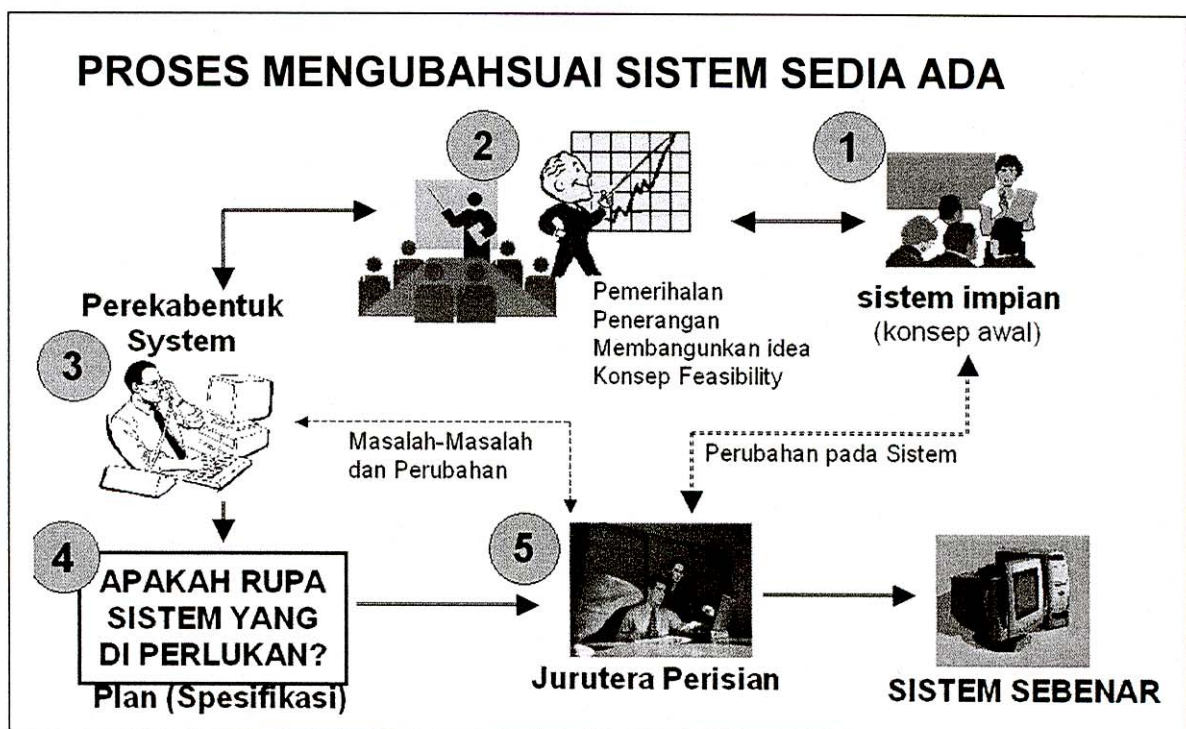 PROSES MENGUBAHSUAI SISTEM SEDIA ADA
1
sistem impian
(konsep awal)
2
Pemerihalan
Penerangan
Membangunkan idea
Konsep Feasibility
Perekabentuk
System
3
Masalah-Masalah
dan Perubahan
Perubahan pada Sistem
4
APAKAH RUPA
SISTEM YANG
DI PERLUKAN?
Plan (Spesifikasi)
5
Jurutera Perisian
SISTEM SEBENAR